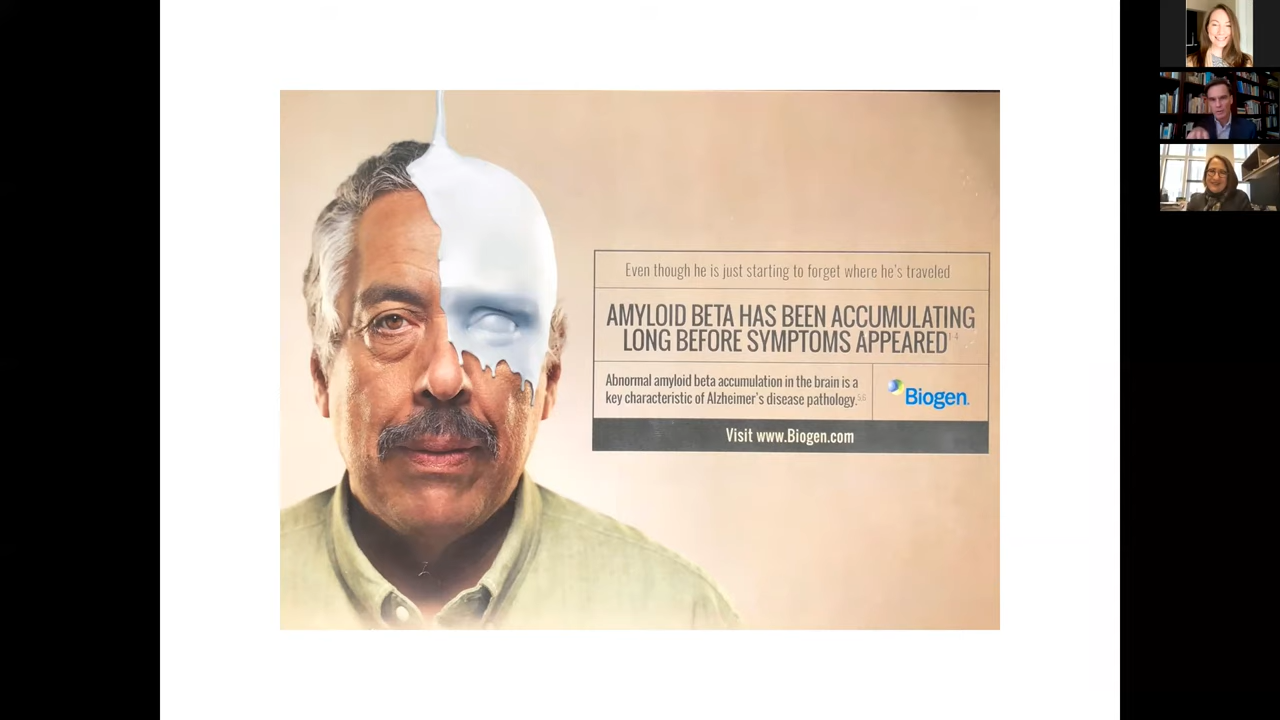 Even though he is just starting to forget where he's traveled
AMYLOID BETA HAS BEEN ACCUMULATING
LONG BEFORE SYMPTOMS APPEARED
Abnormal amyloid beta accumulation in the brain is a
key characteristic of Alzheimer's disease pathology.5,6
Biogen.
Visit www.Biogen.com